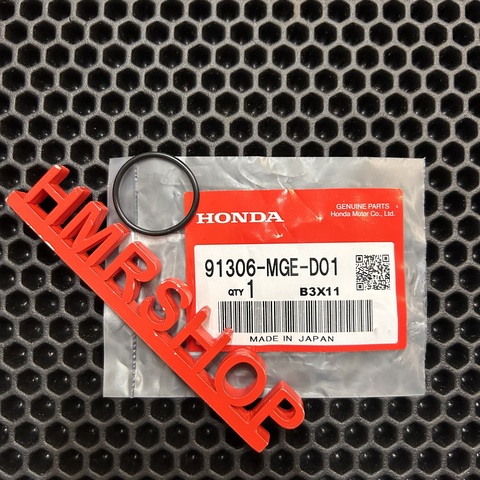 HMRSHOP
HONDA
GENUINE PARTS
Honda Motor Co., Ltd.
91306-MGE-D01
QTY 1 B3X11
MADE IN JAPAN